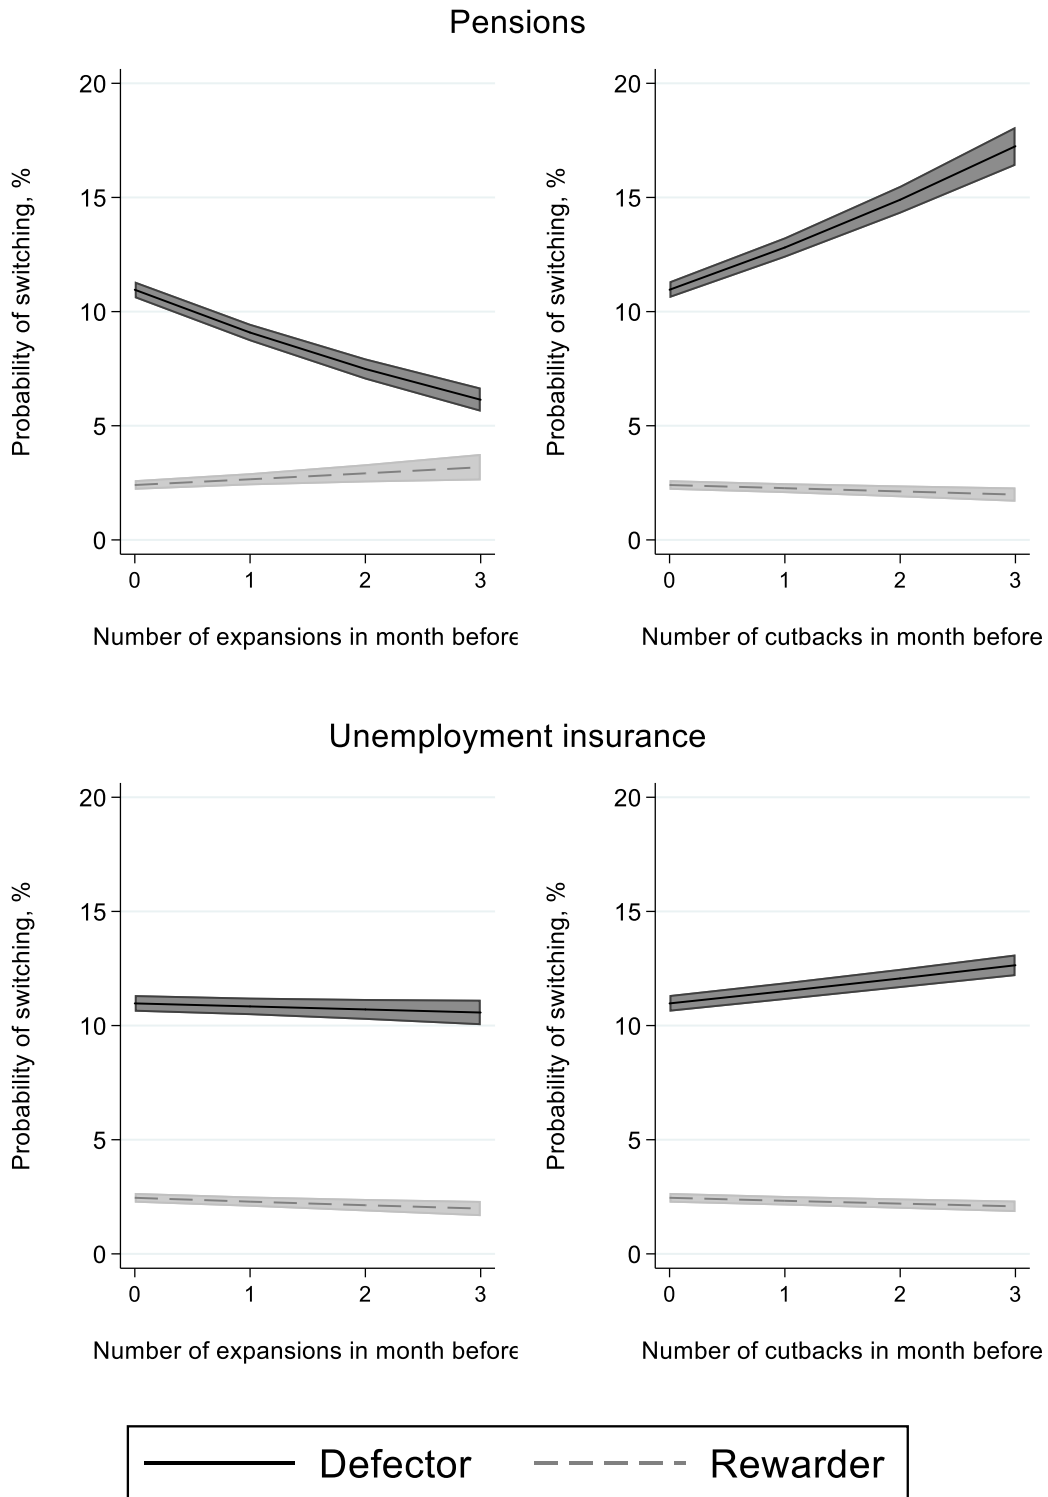 Pensions
20
15
10
5
0
Probability of switching, %
0 1 2 3
Number of expansions in month before
20
15
10
5
0
Probability of switching, %
0 1 2 3
Number of cutbacks in month before
Unemployment insurance
20
15
10
5
0
Probability of switching, %
0 1 2 3
Number of expansions in month before
20
15
10
5
0
Probability of switching, %
0 1 2 3
Number of cutbacks in month before
Defector Rewarder